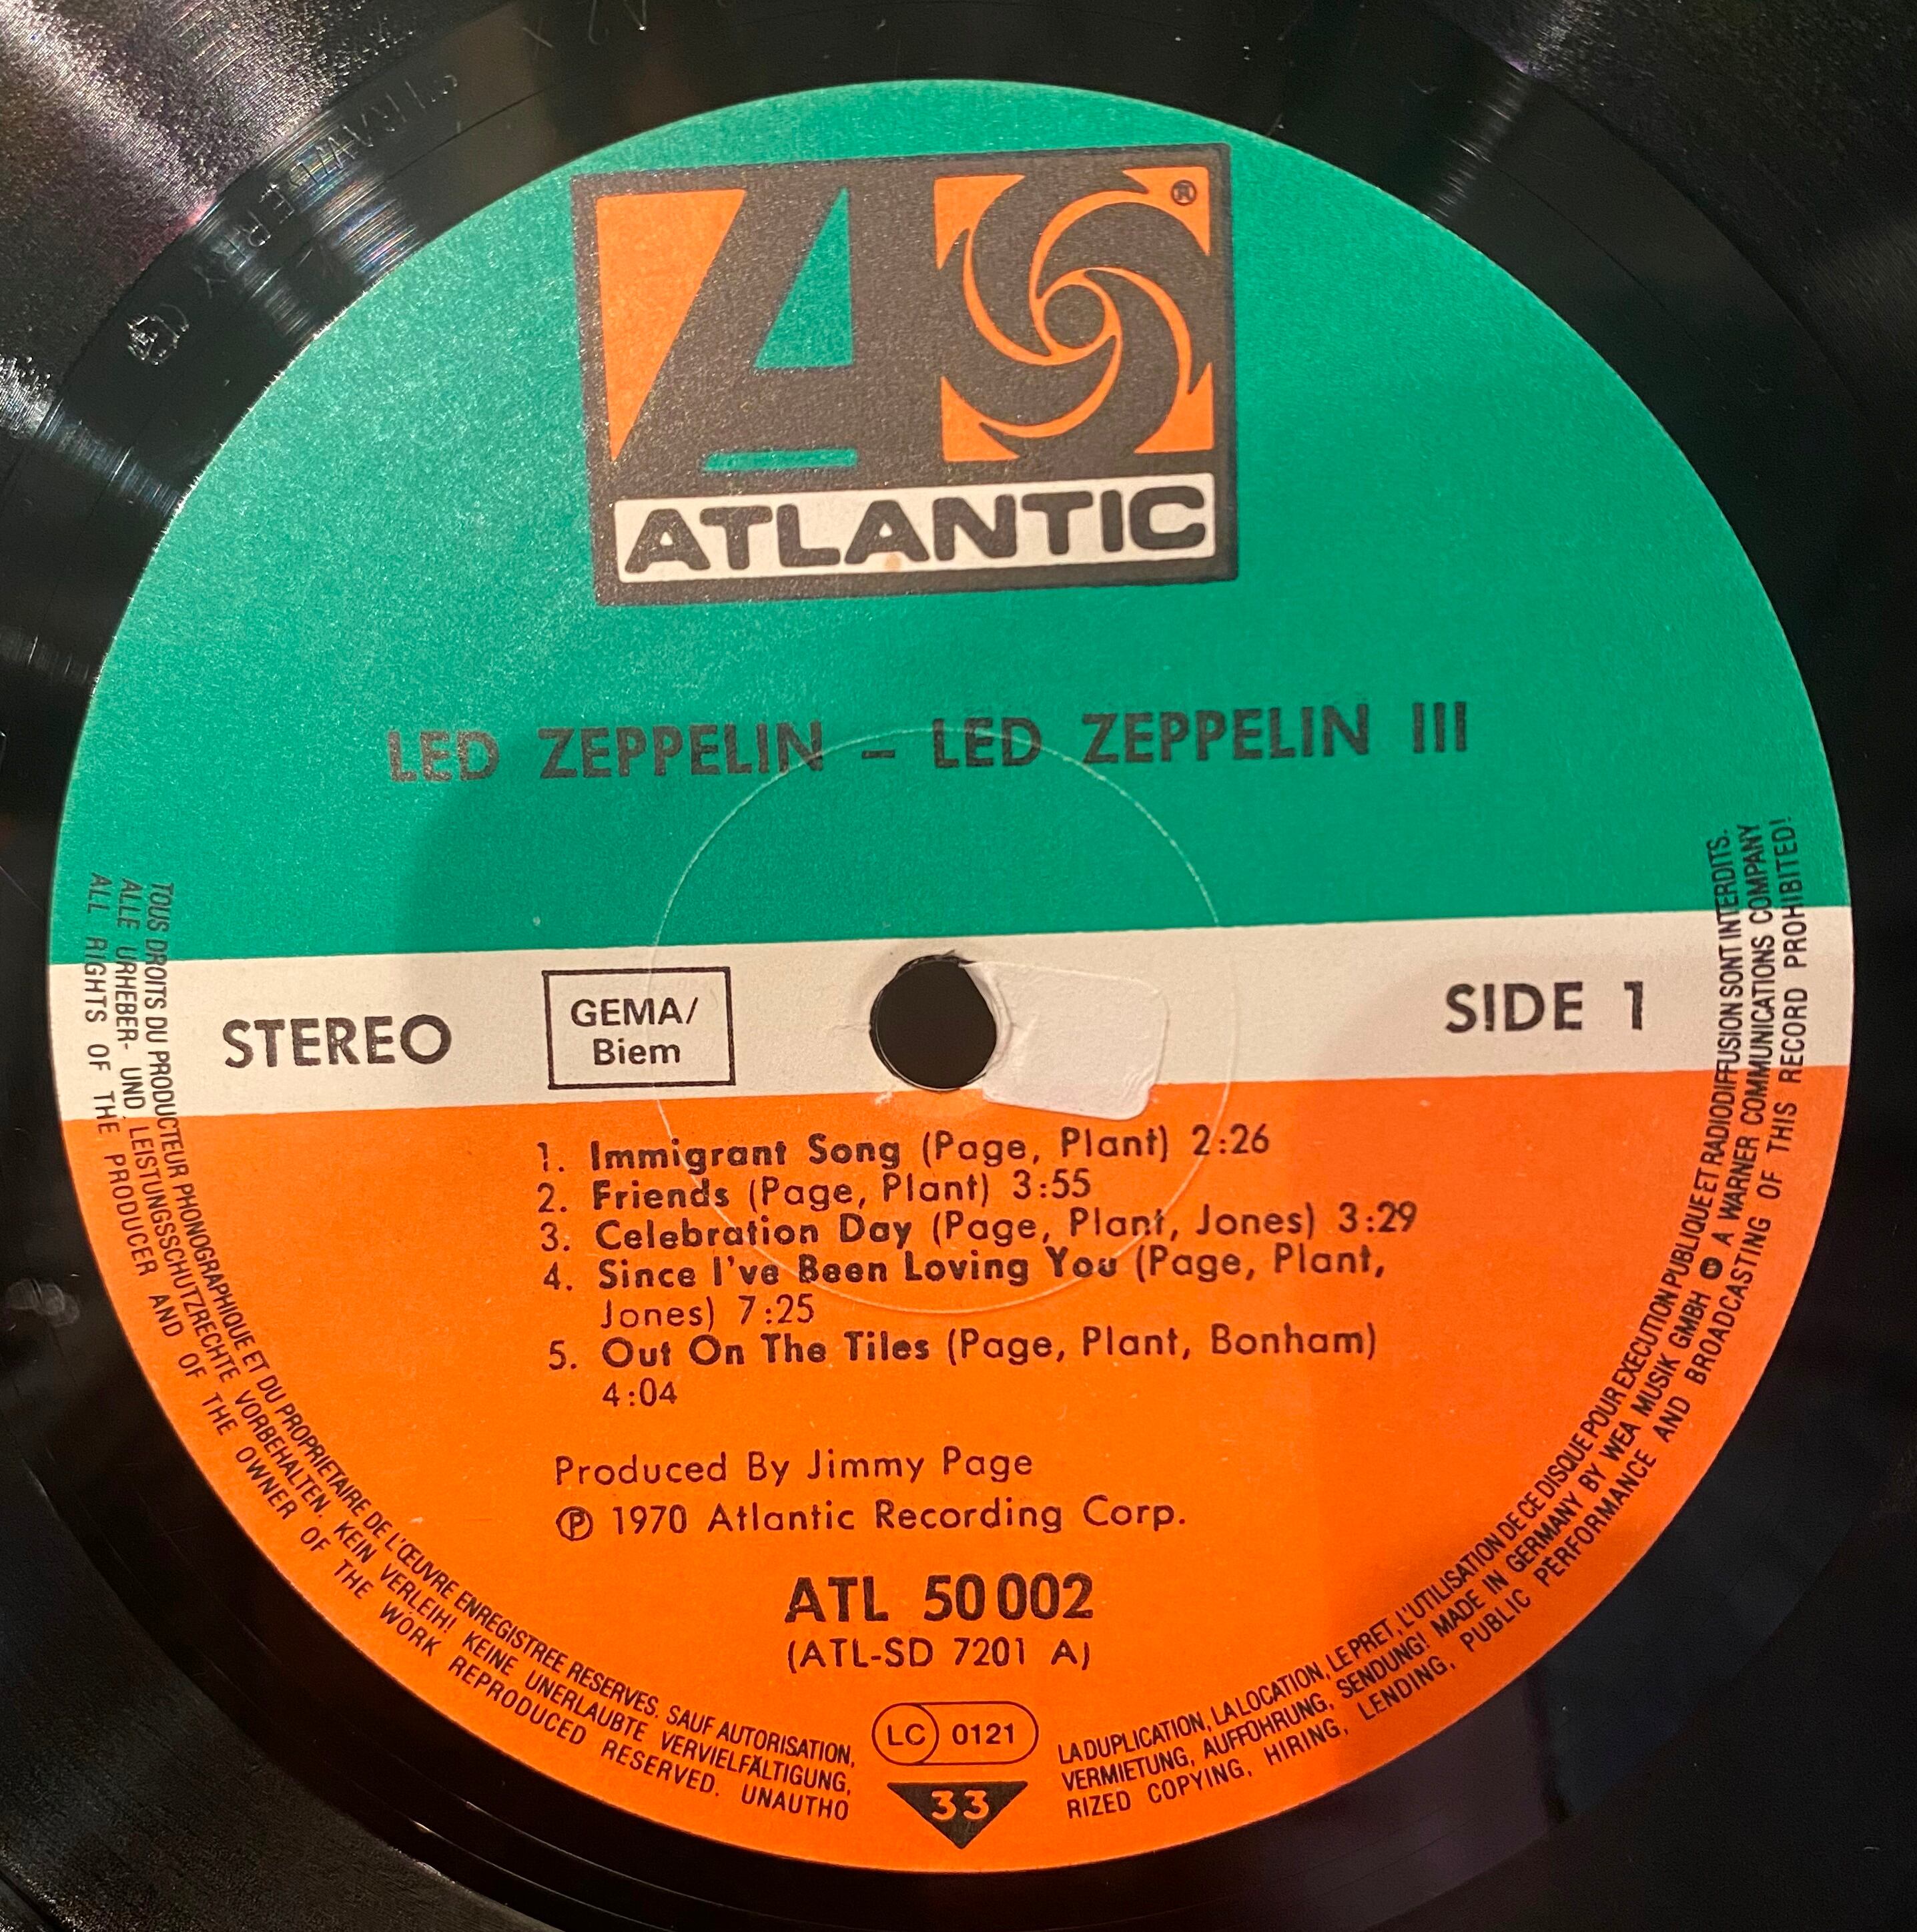 STRAWBERRY
®
ATLANTIC
LED ZEPPELIN – LED ZEPPELIN III
STEREO
GEMA/
Biem
SIDE 1
1. Immigrant Song (Page, Plant) 2:26
2. Friends (Page, Plant) 3:55
3. Celebration Day (Page, Plant, Jones) 3:29
4. Since I've Been Loving You (Page, Plant,
Jones) 7:25
5. Out On The Tiles (Page, Plant, Bonham)
4:04
Produced By Jimmy Page
℗ 1970 Atlantic Recording Corp.
ATL 50 002
(ATL-SD 7201 A)
LC 0121
33
TOUS DROITS DU PRODUCTEUR PHONOGRAPHIQUE ET DU PROPRIETAIRE DE L'ŒUVRE ENREGISTREE RESERVES. SAUF AUTORISATION, LA DUPLICATION, LA LOCATION, LE PRET, L'UTILISATION DE CE DISQUE POUR EXECUTION PUBLIQUE ET RADIODIFFUSION SONT INTERDITS.
ALLE URHEBER- UND LEISTUNGSSCHUTZRECHTE VORBEHALTEN. KEIN VERLEIH! KEINE UNERLAUBTE VERVIELFÄLTIGUNG, VERMIETUNG, AUFFÜHRUNG, SENDUNG! MADE IN GERMANY BY WEA MUSIK GMBH A WARNER COMMUNICATIONS COMPANY
ALL RIGHTS OF THE PRODUCER AND OF THE OWNER OF THE WORK REPRODUCED RESERVED. UNAUTHORIZED COPYING, HIRING, LENDING, PUBLIC PERFORMANCE AND BROADCASTING OF THIS RECORD PROHIBITED!